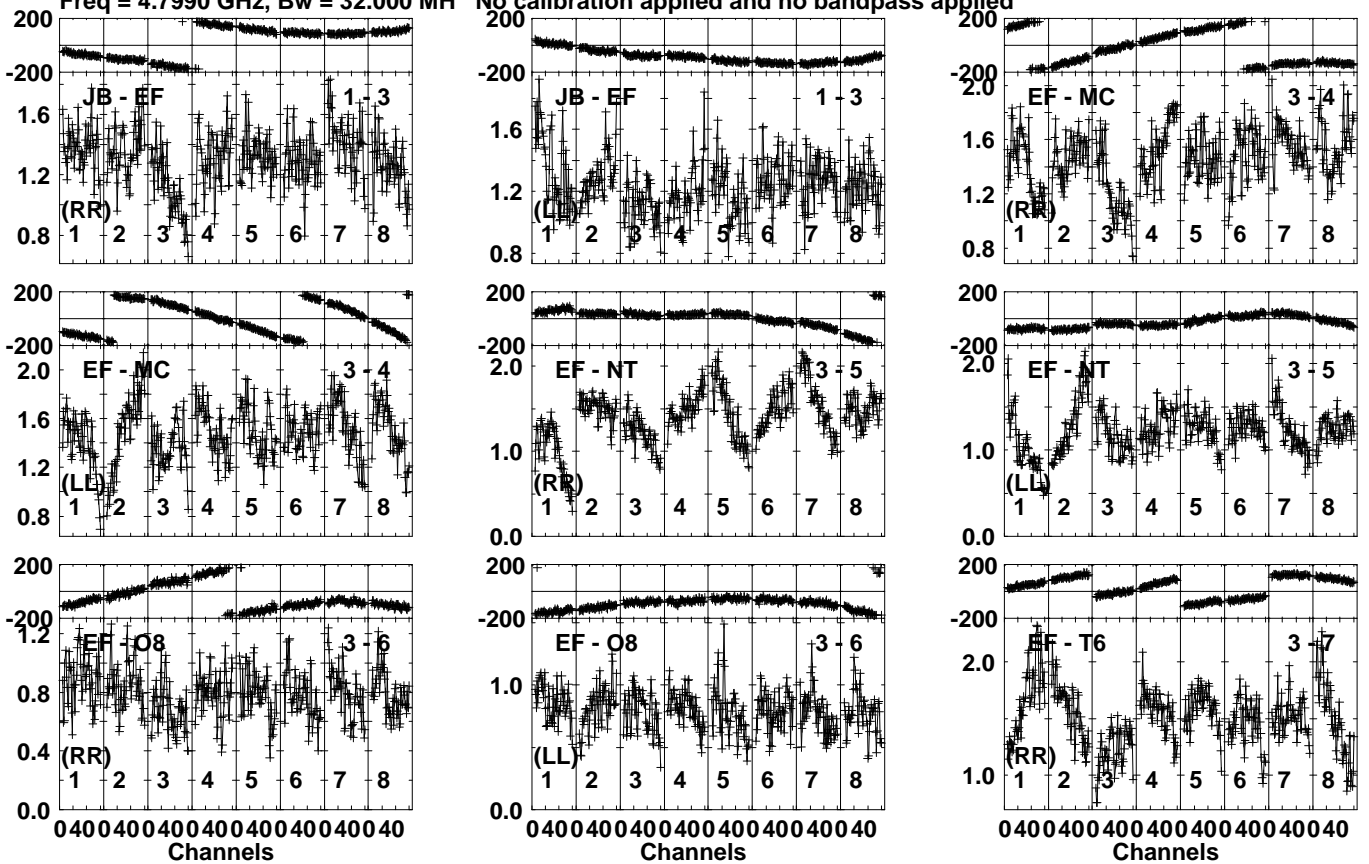 Freq = 4.7990 GHz, Bw = 32.000 MH No calibration applied and no bandpass applied
200
-200
JB - EF 1 - 3
1.6
1.2
0.8
(RR)
1 2 3 4 5 6 7 8
200
-200
JB - EF 1 - 3
1.6
1.2
0.8
(LL)
1 2 3 4 5 6 7 8
200
-200
2.0
EF - MC 3 - 4
1.6
1.2
0.8
(RR)
1 2 3 4 5 6 7 8
200
-200
2.0
EF - MC 3 - 4
1.6
1.2
0.8
(LL)
1 2 3 4 5 6 7 8
200
-200
2.0
EF - NT 3 - 5
1.0
0.0
(RR)
1 2 3 4 5 6 7 8
200
-200
2.0
EF - NT 3 - 5
1.0
0.0
(LL)
1 2 3 4 5 6 7 8
200
-200
1.2
EF - O8 3 - 6
0.8
0.4
0.0
(RR)
1 2 3 4 5 6 7 8
0 40 0 40 0 40 0 40 0 40 0 40 0 40 0 40
Channels
200
-200
EF - O8 3 - 6
1.0
0.0
(LL)
1 2 3 4 5 6 7 8
0 40 0 40 0 40 0 40 0 40 0 40 0 40 0 40
Channels
200
-200
EF - T6 3 - 7
2.0
1.0
(RR)
1 2 3 4 5 6 7 8
0 40 0 40 0 40 0 40 0 40 0 40 0 40 0 40
Channels